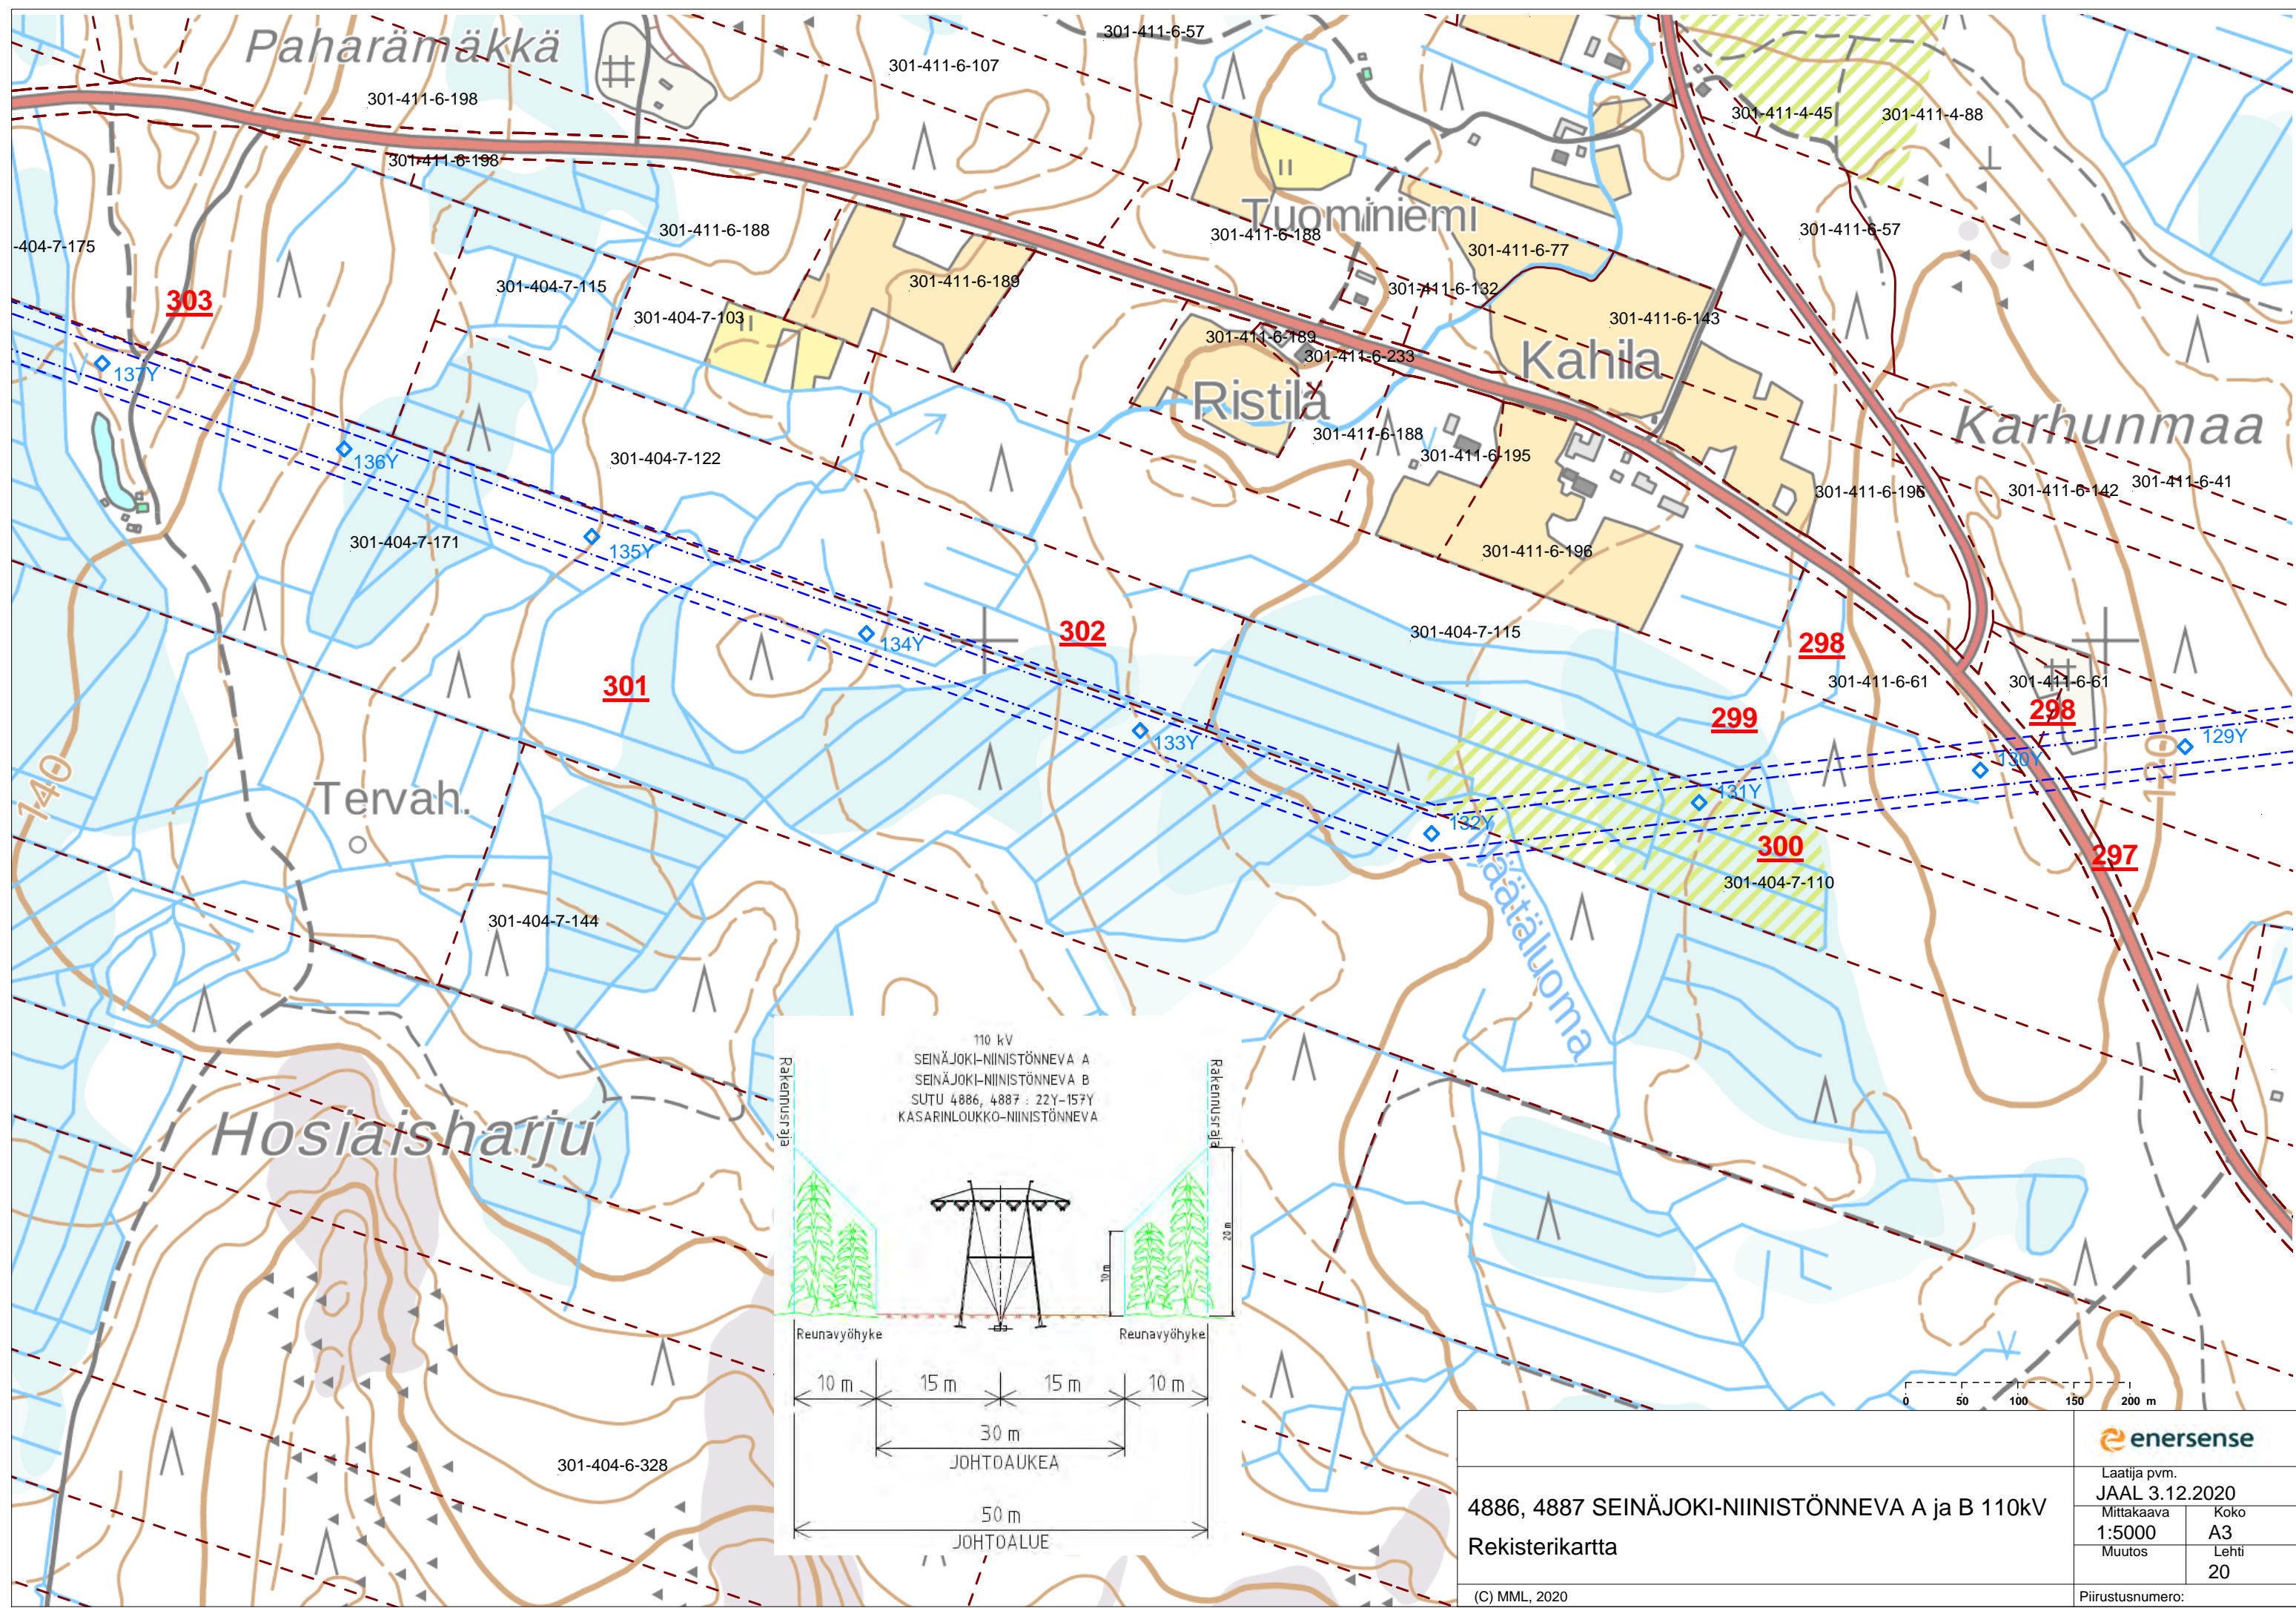 Paharämäkkä
301-411-6-57
301-411-6-107
301-411-6-198
301-411-4-45
301-411-4-88
301-411-6-198
-404-7-175
301-411-6-188
Tuominiemi
301-411-6-188
301-411-6-77
301-411-6-57
303
301-404-7-115
301-411-6-189
301-411-6-132
301-404-7-103
301-411-6-143
301-411-6-189
301-411-6-233
Kahila
137Y
Ristilä
Karhunmaa
301-411-6-188
136Y
301-404-7-122
301-411-6-195
301-411-6-196
301-411-6-142
301-411-6-41
301-404-7-171
135Y
301-411-6-196
302
301-404-7-115
134Y
298
301-411-6-61
301-411-6-61
301
299
298
133Y
129Y
130Y
140
Tervah.
131Y
120
132Y
300
297
301-404-7-110
Väätäluoma
301-404-7-144
Hosiaisharju
110 kV
SEINÄJOKI-NIINISTÖNNEVA A
SEINÄJOKI-NIINISTÖNNEVA B
SUTU 4886, 4887 : 22Y-157Y
KASARINLOUKKO-NIINISTÖNNEVA
Rakennusraja
Rakennusraja
20 m
10 m
Reunavyöhyke
Reunavyöhyke
10 m
15 m
15 m
10 m
30 m
JOHTOAUKEA
50 m
JOHTOALUE
301-404-6-328
0 50 100 150 200 m
enersense
4886, 4887 SEINÄJOKI-NIINISTÖNNEVA A ja B 110kV
Rekisterikartta
(C) MML, 2020
Laatija pvm.
JAAL 3.12.2020
Mittakaava Koko
1:5000 A3
Muutos Lehti
20
Piirustusnumero: